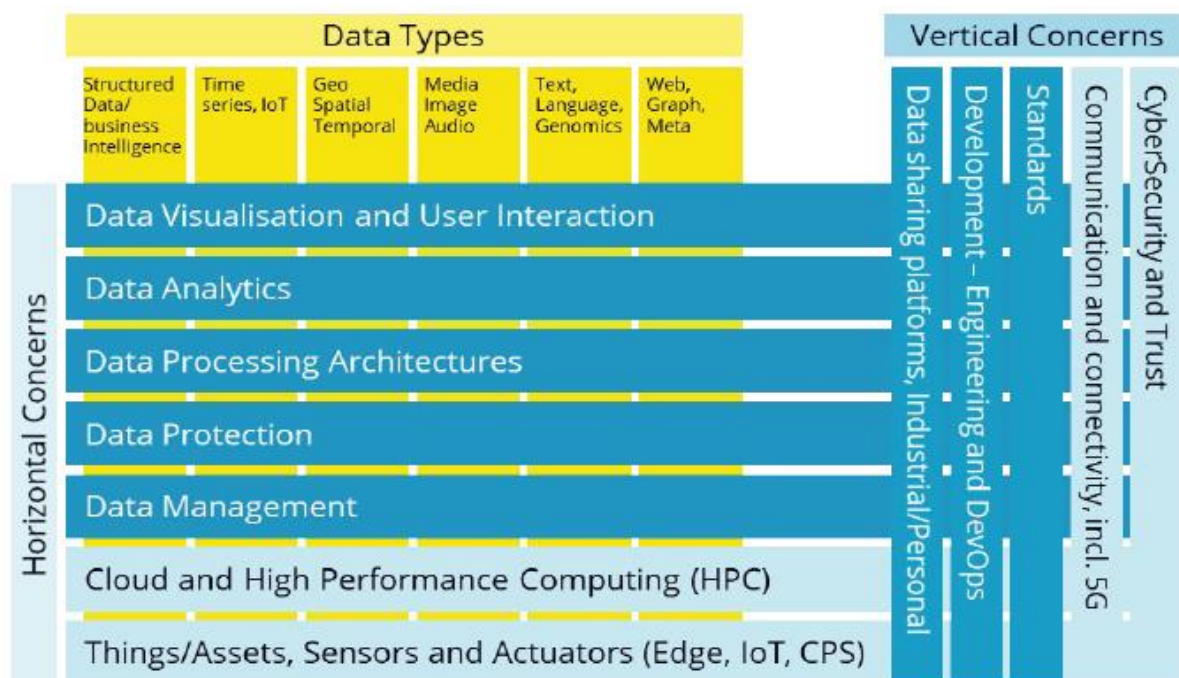 Data Types
Vertical Concerns
Structured
Data/
business
Intelligence
Time
series, IoT
Geo
Spatial
Temporal
Media
Image
Audio
Text,
Language,
Genomics
Web,
Graph,
Meta
Data sharing platforms, Industrial/Personal
Development – Engineering and DevOps
Standards
Communication and connectivity, incl. 5G
CyberSecurity and Trust
Horizontal Concerns
Data Visualisation and User Interaction
Data Analytics
Data Processing Architectures
Data Protection
Data Management
Cloud and High Performance Computing (HPC)
Things/Assets, Sensors and Actuators (Edge, IoT, CPS)